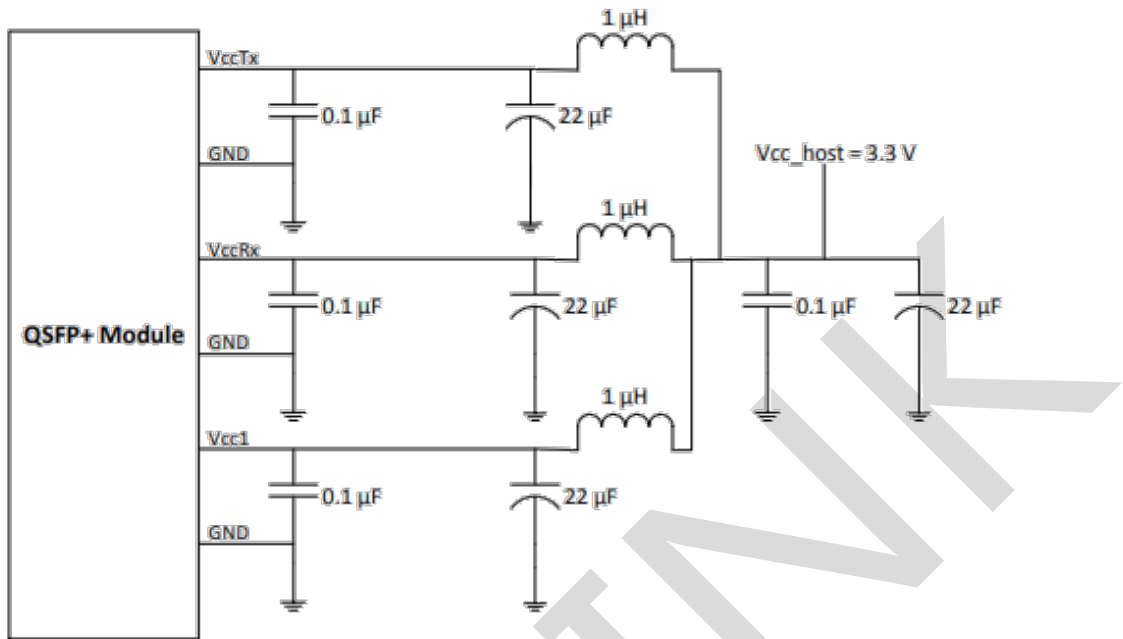 1 µH
VccTx
0.1 µF
22 µF
GND
Vcc_host = 3.3 V
1 µH
VccRx
0.1 µF
22 µF
0.1 µF
22 µF
QSFP+ Module
GND
1 µH
Vcc1
0.1 µF
22 µF
GND